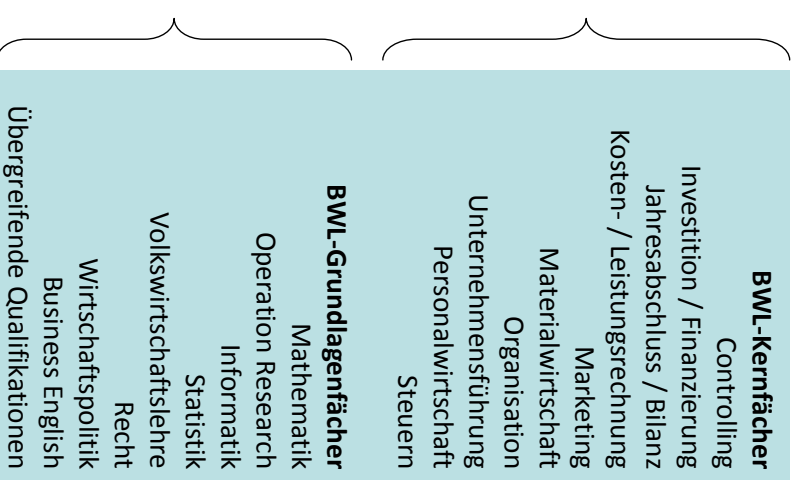 BWL-Kernfächer
Controlling
Investition / Finanzierung
Jahresabschluss / Bilanz
Kosten- / Leistungsrechnung
Marketing
Materialwirtschaft
Organisation
Unternehmensführung
Personalwirtschaft
Steuern
BWL-Grundlagenfächer
Mathematik
Operation Research
Informatik
Statistik
Volkswirtschaftslehre
Recht
Wirtschaftspolitik
Business English
Übergreifende Qualifikationen